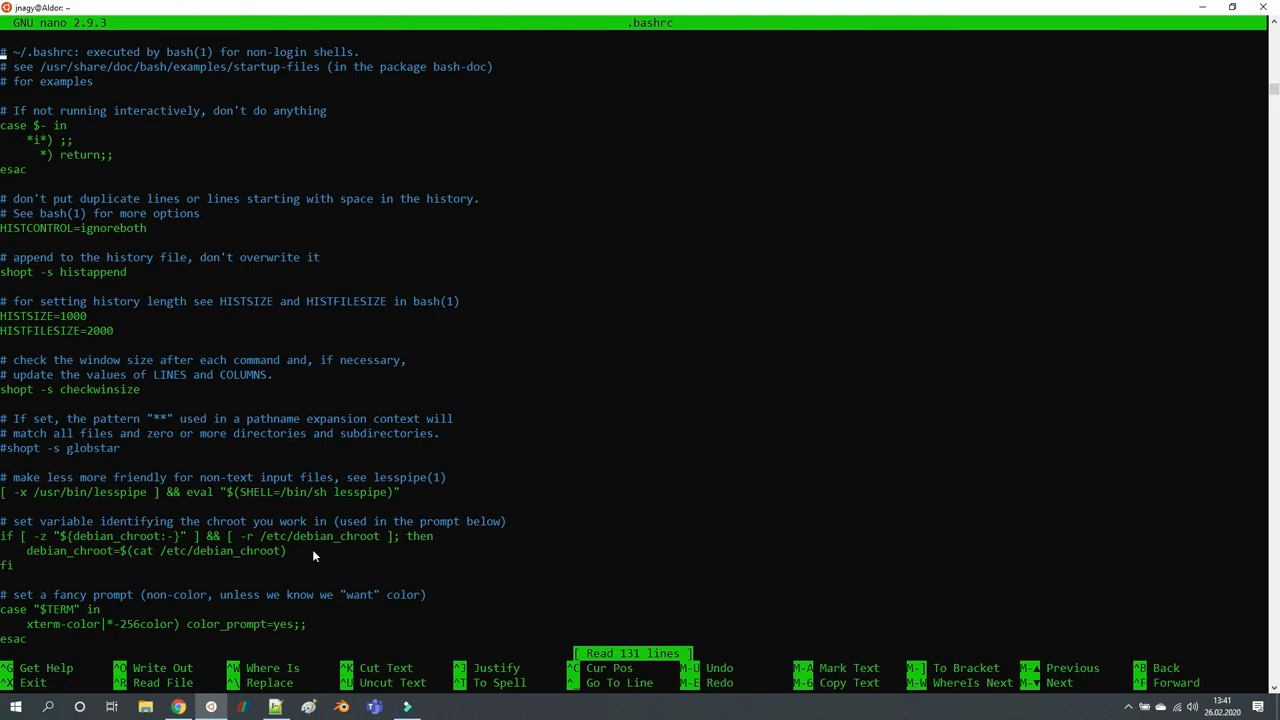 jnagy@Aldor: ~
GNU nano 2.9.3 .bashrc
# ~/.bashrc: executed by bash(1) for non-login shells.
# see /usr/share/doc/bash/examples/startup-files (in the package bash-doc)
# for examples
# If not running interactively, don't do anything
case $- in
*i*) ;;
*) return;;
esac
# don't put duplicate lines or lines starting with space in the history.
# See bash(1) for more options
HISTCONTROL=ignoreboth
# append to the history file, don't overwrite it
shopt -s histappend
# for setting history length see HISTSIZE and HISTFILESIZE in bash(1)
HISTSIZE=1000
HISTFILESIZE=2000
# check the window size after each command and, if necessary,
# update the values of LINES and COLUMNS.
shopt -s checkwinsize
# If set, the pattern "**" used in a pathname expansion context will
# match all files and zero or more directories and subdirectories.
#shopt -s globstar
# make less more friendly for non-text input files, see lesspipe(1)
[ -x /usr/bin/lesspipe ] && eval "$(SHELL=/bin/sh lesspipe)"
# set variable identifying the chroot you work in (used in the prompt below)
if [ -z "${debian_chroot:-}" ] && [ -r /etc/debian_chroot ]; then
debian_chroot=$(cat /etc/debian_chroot)
fi
# set a fancy prompt (non-color, unless we know we "want" color)
case "$TERM" in
xterm-color|*-256color) color_prompt=yes;;
esac
[ Read 131 lines ]
^G Get Help ^O Write Out ^W Where Is ^K Cut Text ^J Justify ^C Cur Pos M-U Undo M-A Mark Text M-] To Bracket M-▲ Previous ^B Back
^X Exit ^R Read File ^\ Replace ^U Uncut Text ^T To Spell ^_ Go To Line M-E Redo M-6 Copy Text M-W WhereIs Next M-▼ Next ^F Forward
13:41
26.02.2020